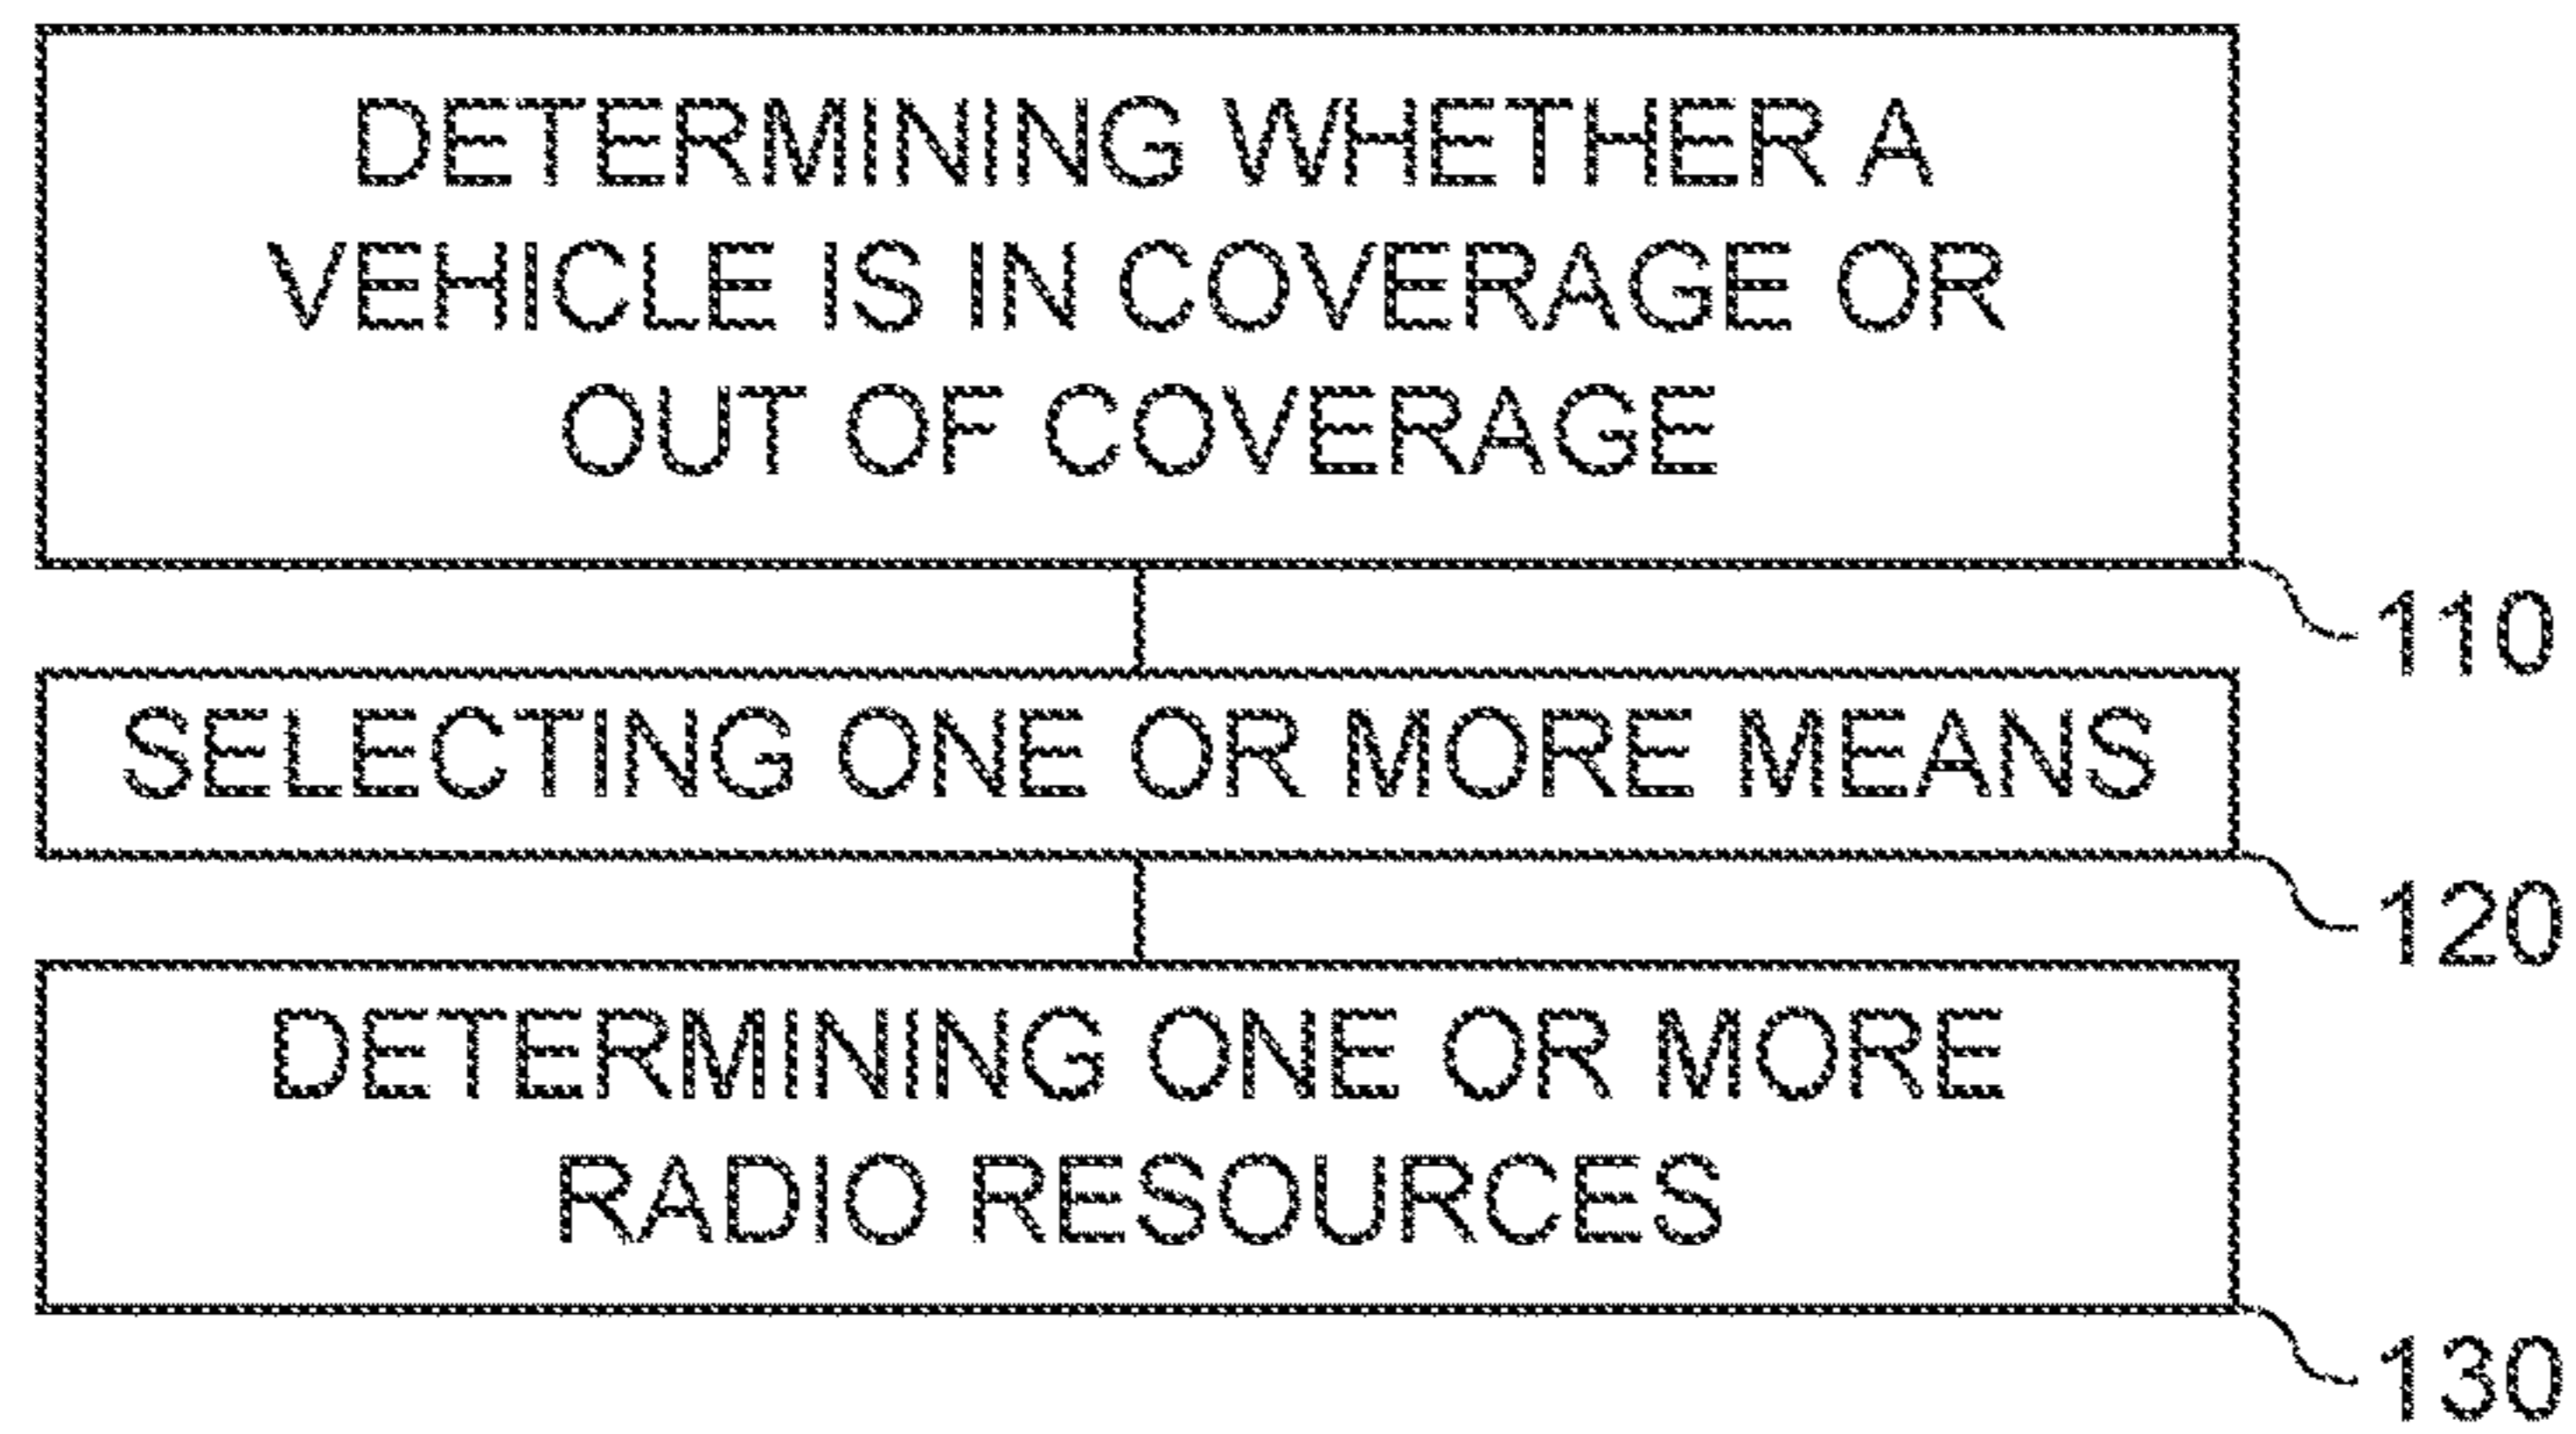 DETERMINING WHETHER A
VEHICLE IS IN COVERAGE OR
OUT OF COVERAGE
110
SELECTING ONE OR MORE MEANS
120
DETERMINING ONE OR MORE
RADIO RESOURCES
130